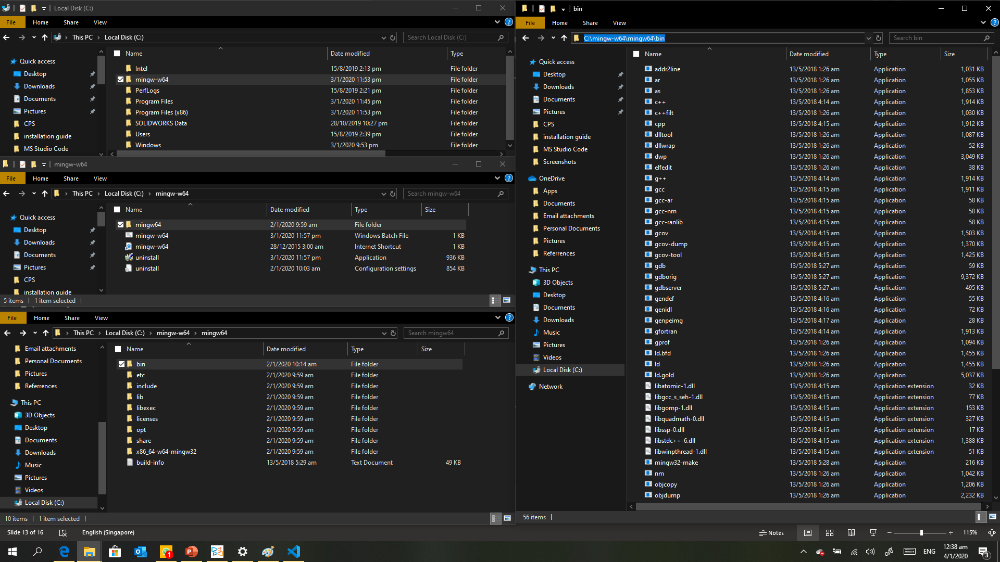 Local Disk (C:)
File Home Share View
This PC Local Disk (C:) Search Local Disk (C:)
Quick access
Desktop
Downloads
Documents
Pictures
CPS
installation guide
MS Studio Code
Name Date modified Type
Intel 15/8/2019 2:13 pm File folder
mingw-w64 3/1/2020 11:53 pm File folder
PerfLogs 15/8/2019 2:21 pm File folder
Program Files 3/1/2020 11:45 pm File folder
Program Files (x86) 3/1/2020 11:53 pm File folder
SOLIDWORKS Data 28/10/2019 10:27 pm File folder
Users 15/8/2019 2:39 pm File folder
Windows 3/1/2020 9:53 pm File folder
mingw-w64
File Home Share View
This PC Local Disk (C:) mingw-w64 Search mingw-w64
Quick access
Desktop
Downloads
Documents
Pictures
CPS
installation guide
Name Date modified Type Size
mingw64 2/1/2020 9:59 am File folder
mingw-w64 3/1/2020 11:57 pm Windows Batch File 1 KB
mingw-w64 28/12/2015 3:00 am Internet Shortcut 1 KB
uninstall 3/1/2020 11:57 pm Application 936 KB
uninstall 2/1/2020 10:03 am Configuration settings 854 KB
5 items 1 item selected
File Home Share View
This PC Local Disk (C:) mingw-w64 mingw64 Search mingw64
Email attachments
Personal Documents
Pictures
Referrences
This PC
3D Objects
Desktop
Documents
Downloads
Music
Pictures
Videos
Local Disk (C:)
Name Date modified Type Size
bin 2/1/2020 10:14 am File folder
etc 2/1/2020 9:59 am File folder
include 2/1/2020 9:59 am File folder
lib 2/1/2020 9:59 am File folder
libexec 2/1/2020 9:59 am File folder
licenses 2/1/2020 9:59 am File folder
opt 2/1/2020 9:59 am File folder
share 2/1/2020 9:59 am File folder
x86_64-w64-mingw32 2/1/2020 9:59 am File folder
build-info 13/5/2018 5:29 am Text Document 49 KB
10 items 1 item selected
bin
File Home Share View
C:\mingw-w64\mingw64\bin Search bin
Quick access
Desktop
Downloads
Documents
Pictures
CPS
installation guide
MS Studio Code
Screenshots
OneDrive
Apps
Documents
Email attachments
Personal Documents
Pictures
Referrences
This PC
3D Objects
Desktop
Documents
Downloads
Music
Pictures
Videos
Local Disk (C:)
Network
Name Date modified Type Size
addr2line 13/5/2018 1:26 am Application 1,031 KB
ar 13/5/2018 1:26 am Application 1,055 KB
as 13/5/2018 1:26 am Application 1,853 KB
c++ 13/5/2018 4:14 am Application 1,914 KB
c++filt 13/5/2018 1:26 am Application 1,030 KB
cpp 13/5/2018 4:15 am Application 1,912 KB
dlltool 13/5/2018 1:26 am Application 1,087 KB
dllwrap 13/5/2018 1:26 am Application 52 KB
dwp 13/5/2018 1:26 am Application 3,049 KB
elfedit 13/5/2018 1:26 am Application 38 KB
g++ 13/5/2018 4:14 am Application 1,914 KB
gcc 13/5/2018 4:15 am Application 1,911 KB
gcc-ar 13/5/2018 4:15 am Application 58 KB
gcc-nm 13/5/2018 4:15 am Application 58 KB
gcc-ranlib 13/5/2018 4:15 am Application 58 KB
gcov 13/5/2018 4:15 am Application 1,503 KB
gcov-dump 13/5/2018 4:15 am Application 1,370 KB
gcov-tool 13/5/2018 4:15 am Application 1,425 KB
gdb 13/5/2018 5:27 am Application 59 KB
gdborig 13/5/2018 5:27 am Application 9,372 KB
gdbserver 13/5/2018 5:27 am Application 495 KB
gendef 13/5/2018 4:16 am Application 55 KB
genidl 13/5/2018 4:16 am Application 72 KB
genpeimg 13/5/2018 4:17 am Application 28 KB
gfortran 13/5/2018 4:14 am Application 1,913 KB
gprof 13/5/2018 1:26 am Application 1,094 KB
ld.bfd 13/5/2018 1:26 am Application 1,455 KB
ld 13/5/2018 1:26 am Application 1,455 KB
ld.gold 13/5/2018 1:26 am Application 5,037 KB
libatomic-1.dll 13/5/2018 4:15 am Application extension 32 KB
libgcc_s_seh-1.dll 13/5/2018 4:15 am Application extension 77 KB
libgomp-1.dll 13/5/2018 4:15 am Application extension 153 KB
libquadmath-0.dll 13/5/2018 4:15 am Application extension 327 KB
libssp-0.dll 13/5/2018 4:15 am Application extension 17 KB
libstdc++-6.dll 13/5/2018 4:15 am Application extension 1,388 KB
libwinpthread-1.dll 13/5/2018 4:15 am Application extension 51 KB
mingw32-make 13/5/2018 5:28 am Application 216 KB
nm 13/5/2018 1:26 am Application 1,042 KB
objcopy 13/5/2018 1:26 am Application 1,206 KB
objdump 13/5/2018 1:26 am Application 2,232 KB
56 items
Slide 13 of 16 English (Singapore) Notes 115%
1 ENG 12:38 am
4/1/2020 3